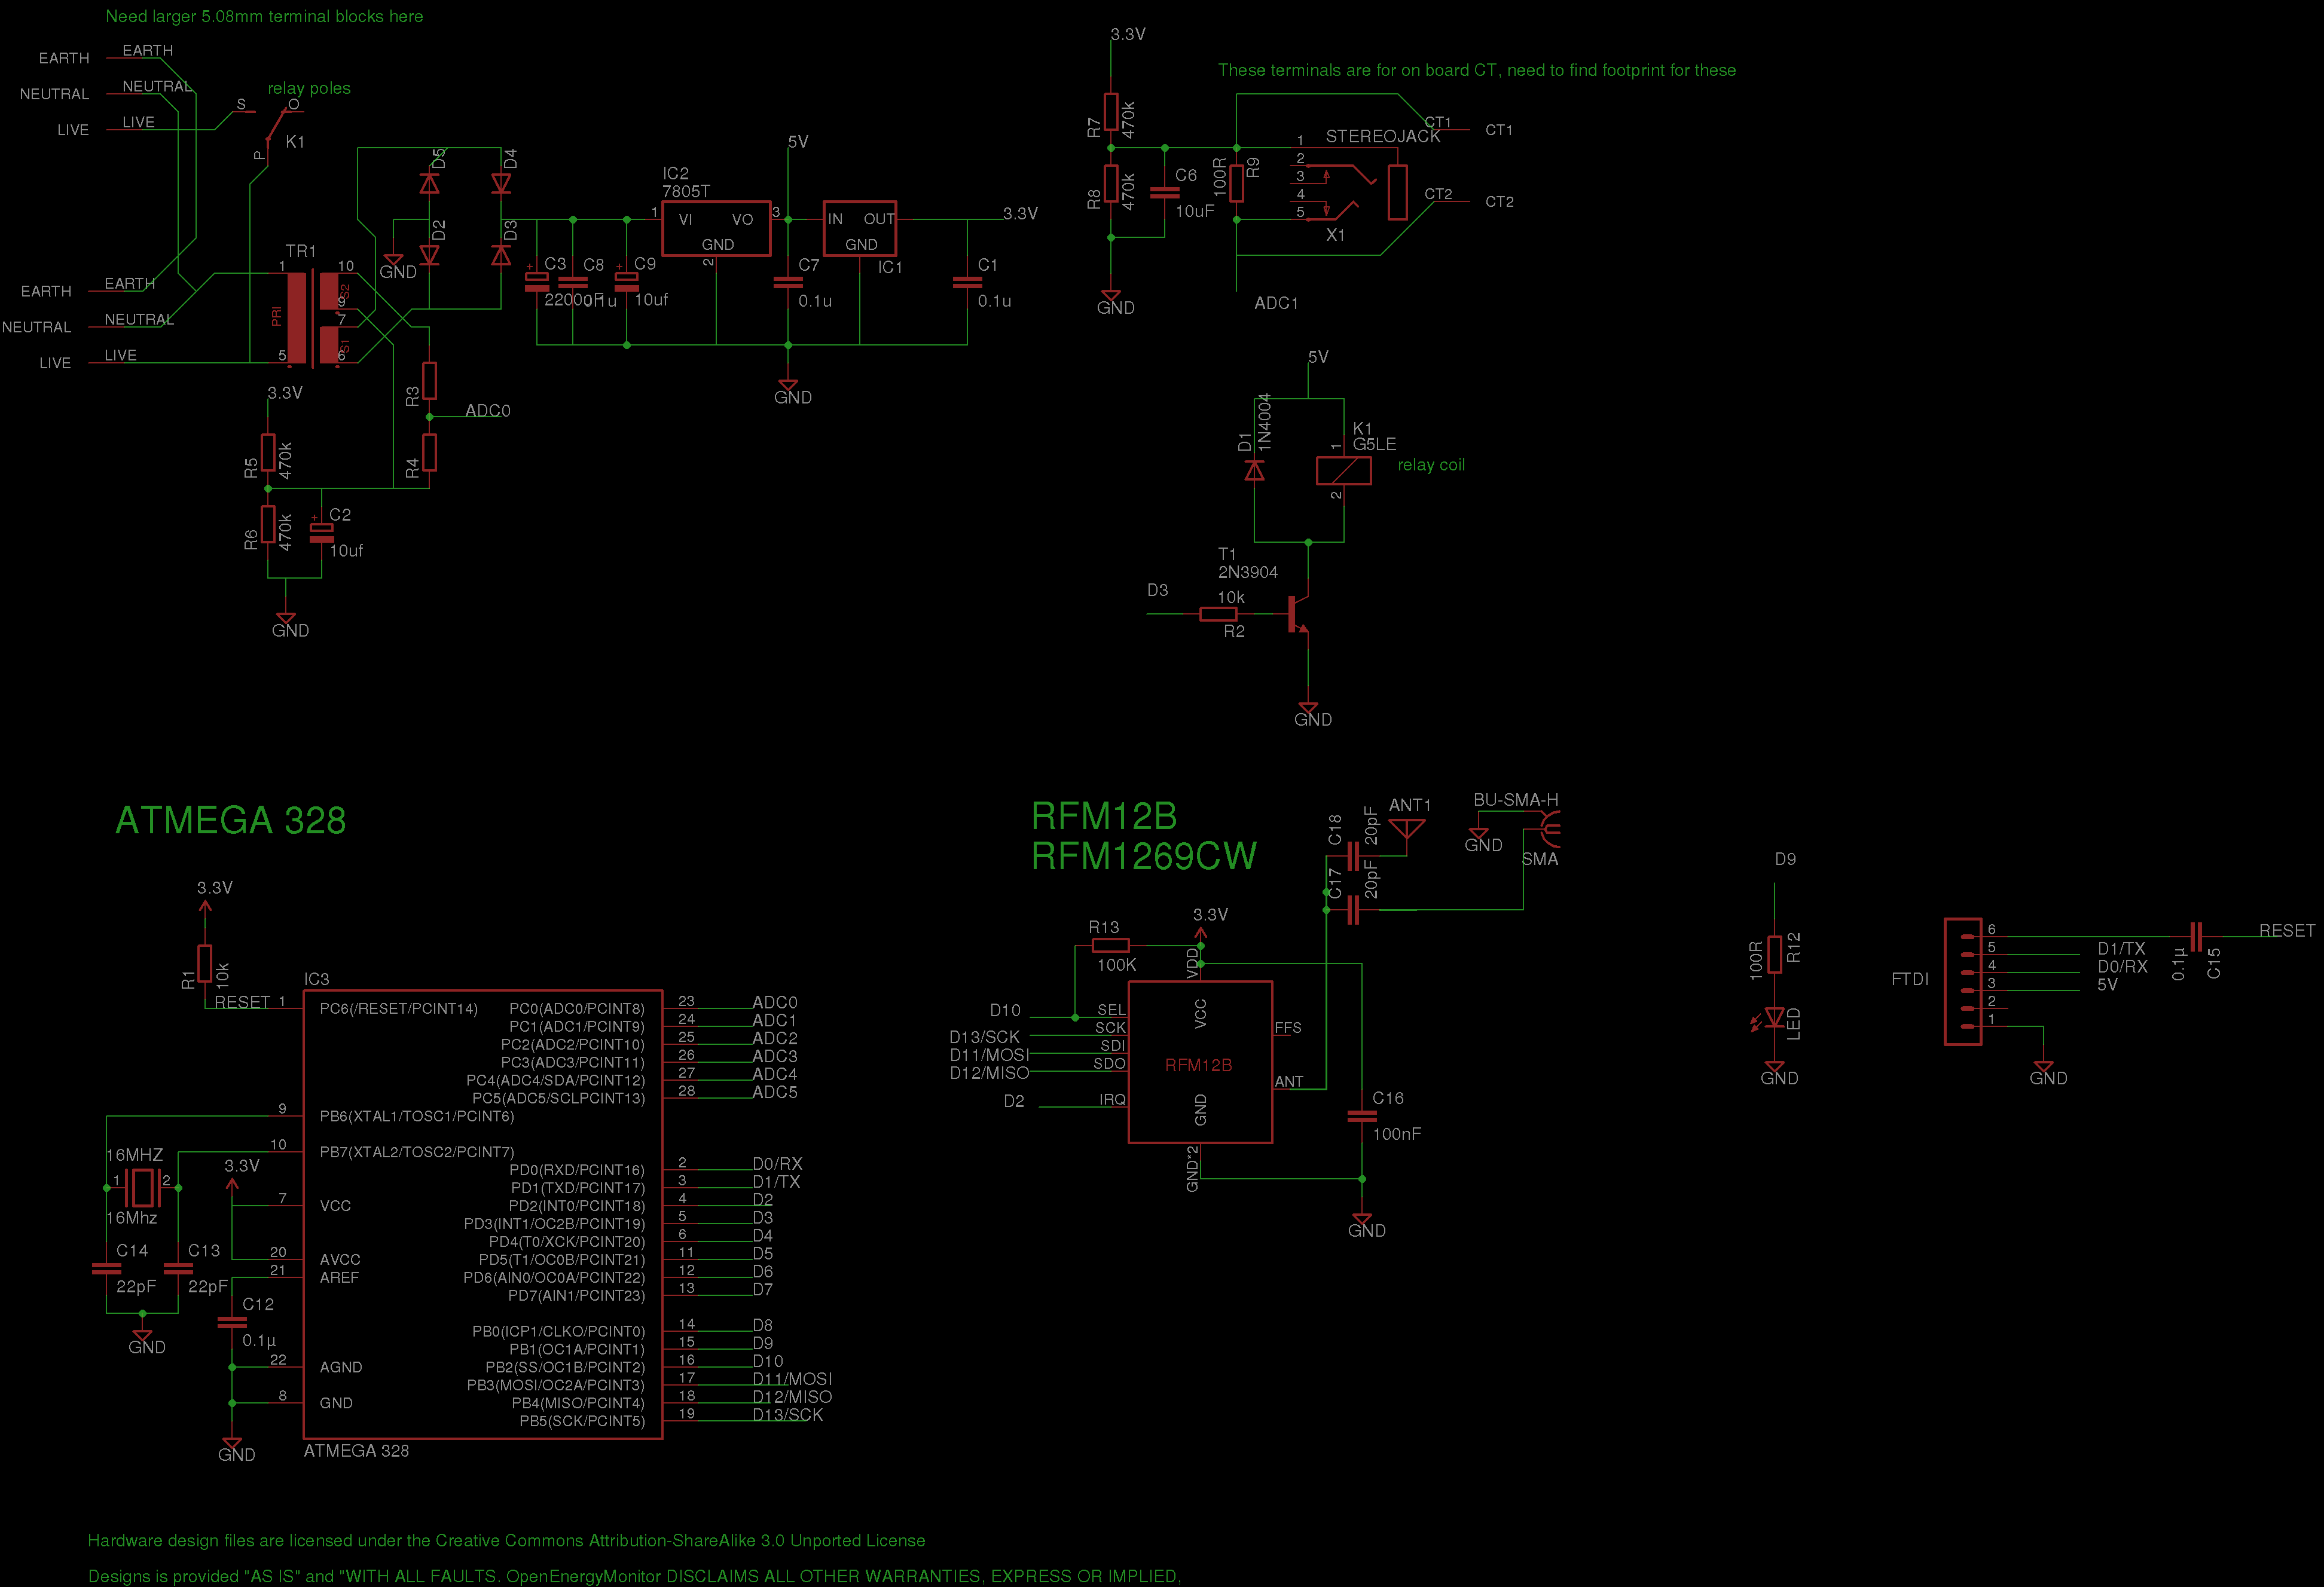 Need larger 5.08mm terminal blocks here
EARTH EARTH
NEUTRAL NEUTRAL
LIVE LIVE
relay poles
S O
K1
P
EARTH EARTH
NEUTRAL NEUTRAL
LIVE LIVE
TR1
1 10
PRI S2
9
7
S1
5 6
D5 D4
D2 D3
GND
C3
2200uF
C8
0.1u
C9
10uf
IC2
7805T
1 VI VO 3
GND
2
5V
IN OUT
GND
IC1
3.3V
C7
0.1u
C1
0.1u
GND
3.3V
R5 470k
R6 470k
C2
10uf
GND
R3
ADC0
R4
3.3V
These terminals are for on board CT, need to find footprint for these
R7 470k
R8 470k
C6
10uF
100R R9
STEREOJACK
1
2
3
4
5
X1
CT1 CT1
CT2 CT2
GND
ADC1
5V
D1 1N4004
K1
G5LE
1
2
relay coil
T1
2N3904
D3
10k
R2
GND
ATMEGA 328
3.3V
R1 10k
IC3
RESET 1 PC6(/RESET/PCINT14)
9 PB6(XTAL1/TOSC1/PCINT6)
10 PB7(XTAL2/TOSC2/PCINT7)
16MHZ
1 2
16Mhz
3.3V
7 VCC
20 AVCC
21 AREF
C14
22pF
C13
22pF
GND
C12
0.1µ
22 AGND
8 GND
GND
ATMEGA 328
PC0(ADC0/PCINT8) 23 ADC0
PC1(ADC1/PCINT9) 24 ADC1
PC2(ADC2/PCINT10) 25 ADC2
PC3(ADC3/PCINT11) 26 ADC3
PC4(ADC4/SDA/PCINT12) 27 ADC4
PC5(ADC5/SCLPCINT13) 28 ADC5
PD0(RXD/PCINT16) 2 D0/RX
PD1(TXD/PCINT17) 3 D1/TX
PD2(INT0/PCINT18) 4 D2
PD3(INT1/OC2B/PCINT19) 5 D3
PD4(T0/XCK/PCINT20) 6 D4
PD5(T1/OC0B/PCINT21) 11 D5
PD6(AIN0/OC0A/PCINT22) 12 D6
PD7(AIN1/PCINT23) 13 D7
PB0(ICP1/CLKO/PCINT0) 14 D8
PB1(OC1A/PCINT1) 15 D9
PB2(SS/OC1B/PCINT2) 16 D10
PB3(MOSI/OC2A/PCINT3) 17 D11/MOSI
PB4(MISO/PCINT4) 18 D12/MISO
PB5(SCK/PCINT5) 19 D13/SCK
RFM12B
RFM1269CW
C18 20pF
C17 20pF
ANT1
BU-SMA-H
GND
SMA
R13
100K
3.3V
VDD
VCC
D10 SEL
D13/SCK SCK
D11/MOSI SDI
D12/MISO SDO
D2 IRQ
FFS
RFM12B
ANT
GND
GND*2
C16
100nF
GND
D9
100R R12
LED
GND
FTDI
6
5 D1/TX
4 D0/RX
3 5V
2
1
0.1µ C15
RESET
GND
Hardware design files are licensed under the Creative Commons Attribution-ShareAlike 3.0 Unported License
Designs is provided "AS IS" and "WITH ALL FAULTS. OpenEnergyMonitor DISCLAIMS ALL OTHER WARRANTIES, EXPRESS OR IMPLIED,